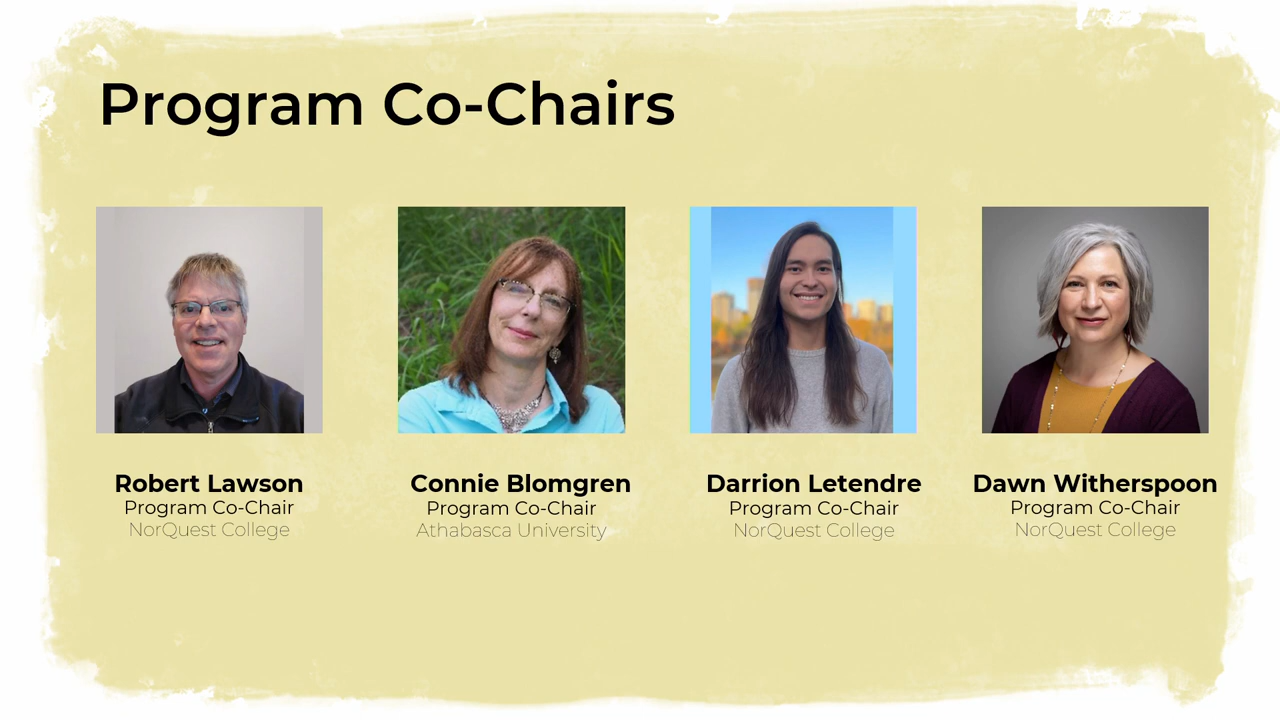 Program Co-Chairs
Robert Lawson
Program Co-Chair
NorQuest College
Connie Blomgren
Program Co-Chair
Athabasca University
Darrion Letendre
Program Co-Chair
NorQuest College
Dawn Witherspoon
Program Co-Chair
NorQuest College